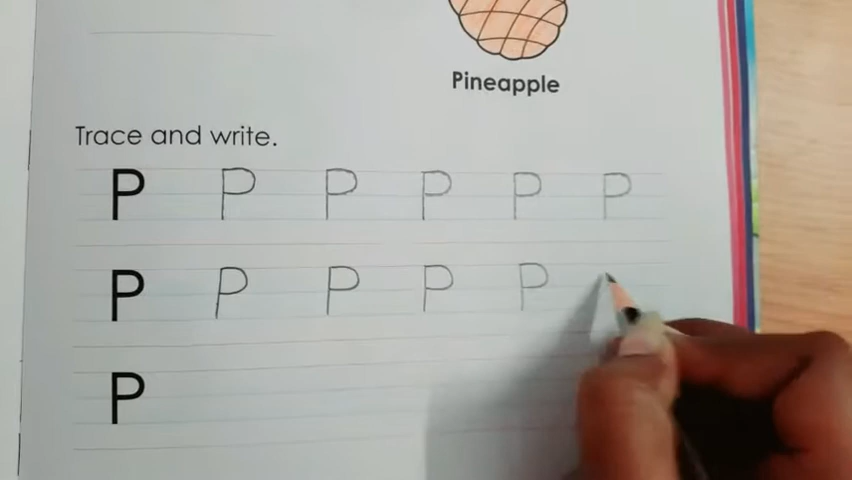 Pineapple
Trace and write.
P P P P P P
P P P P P
P